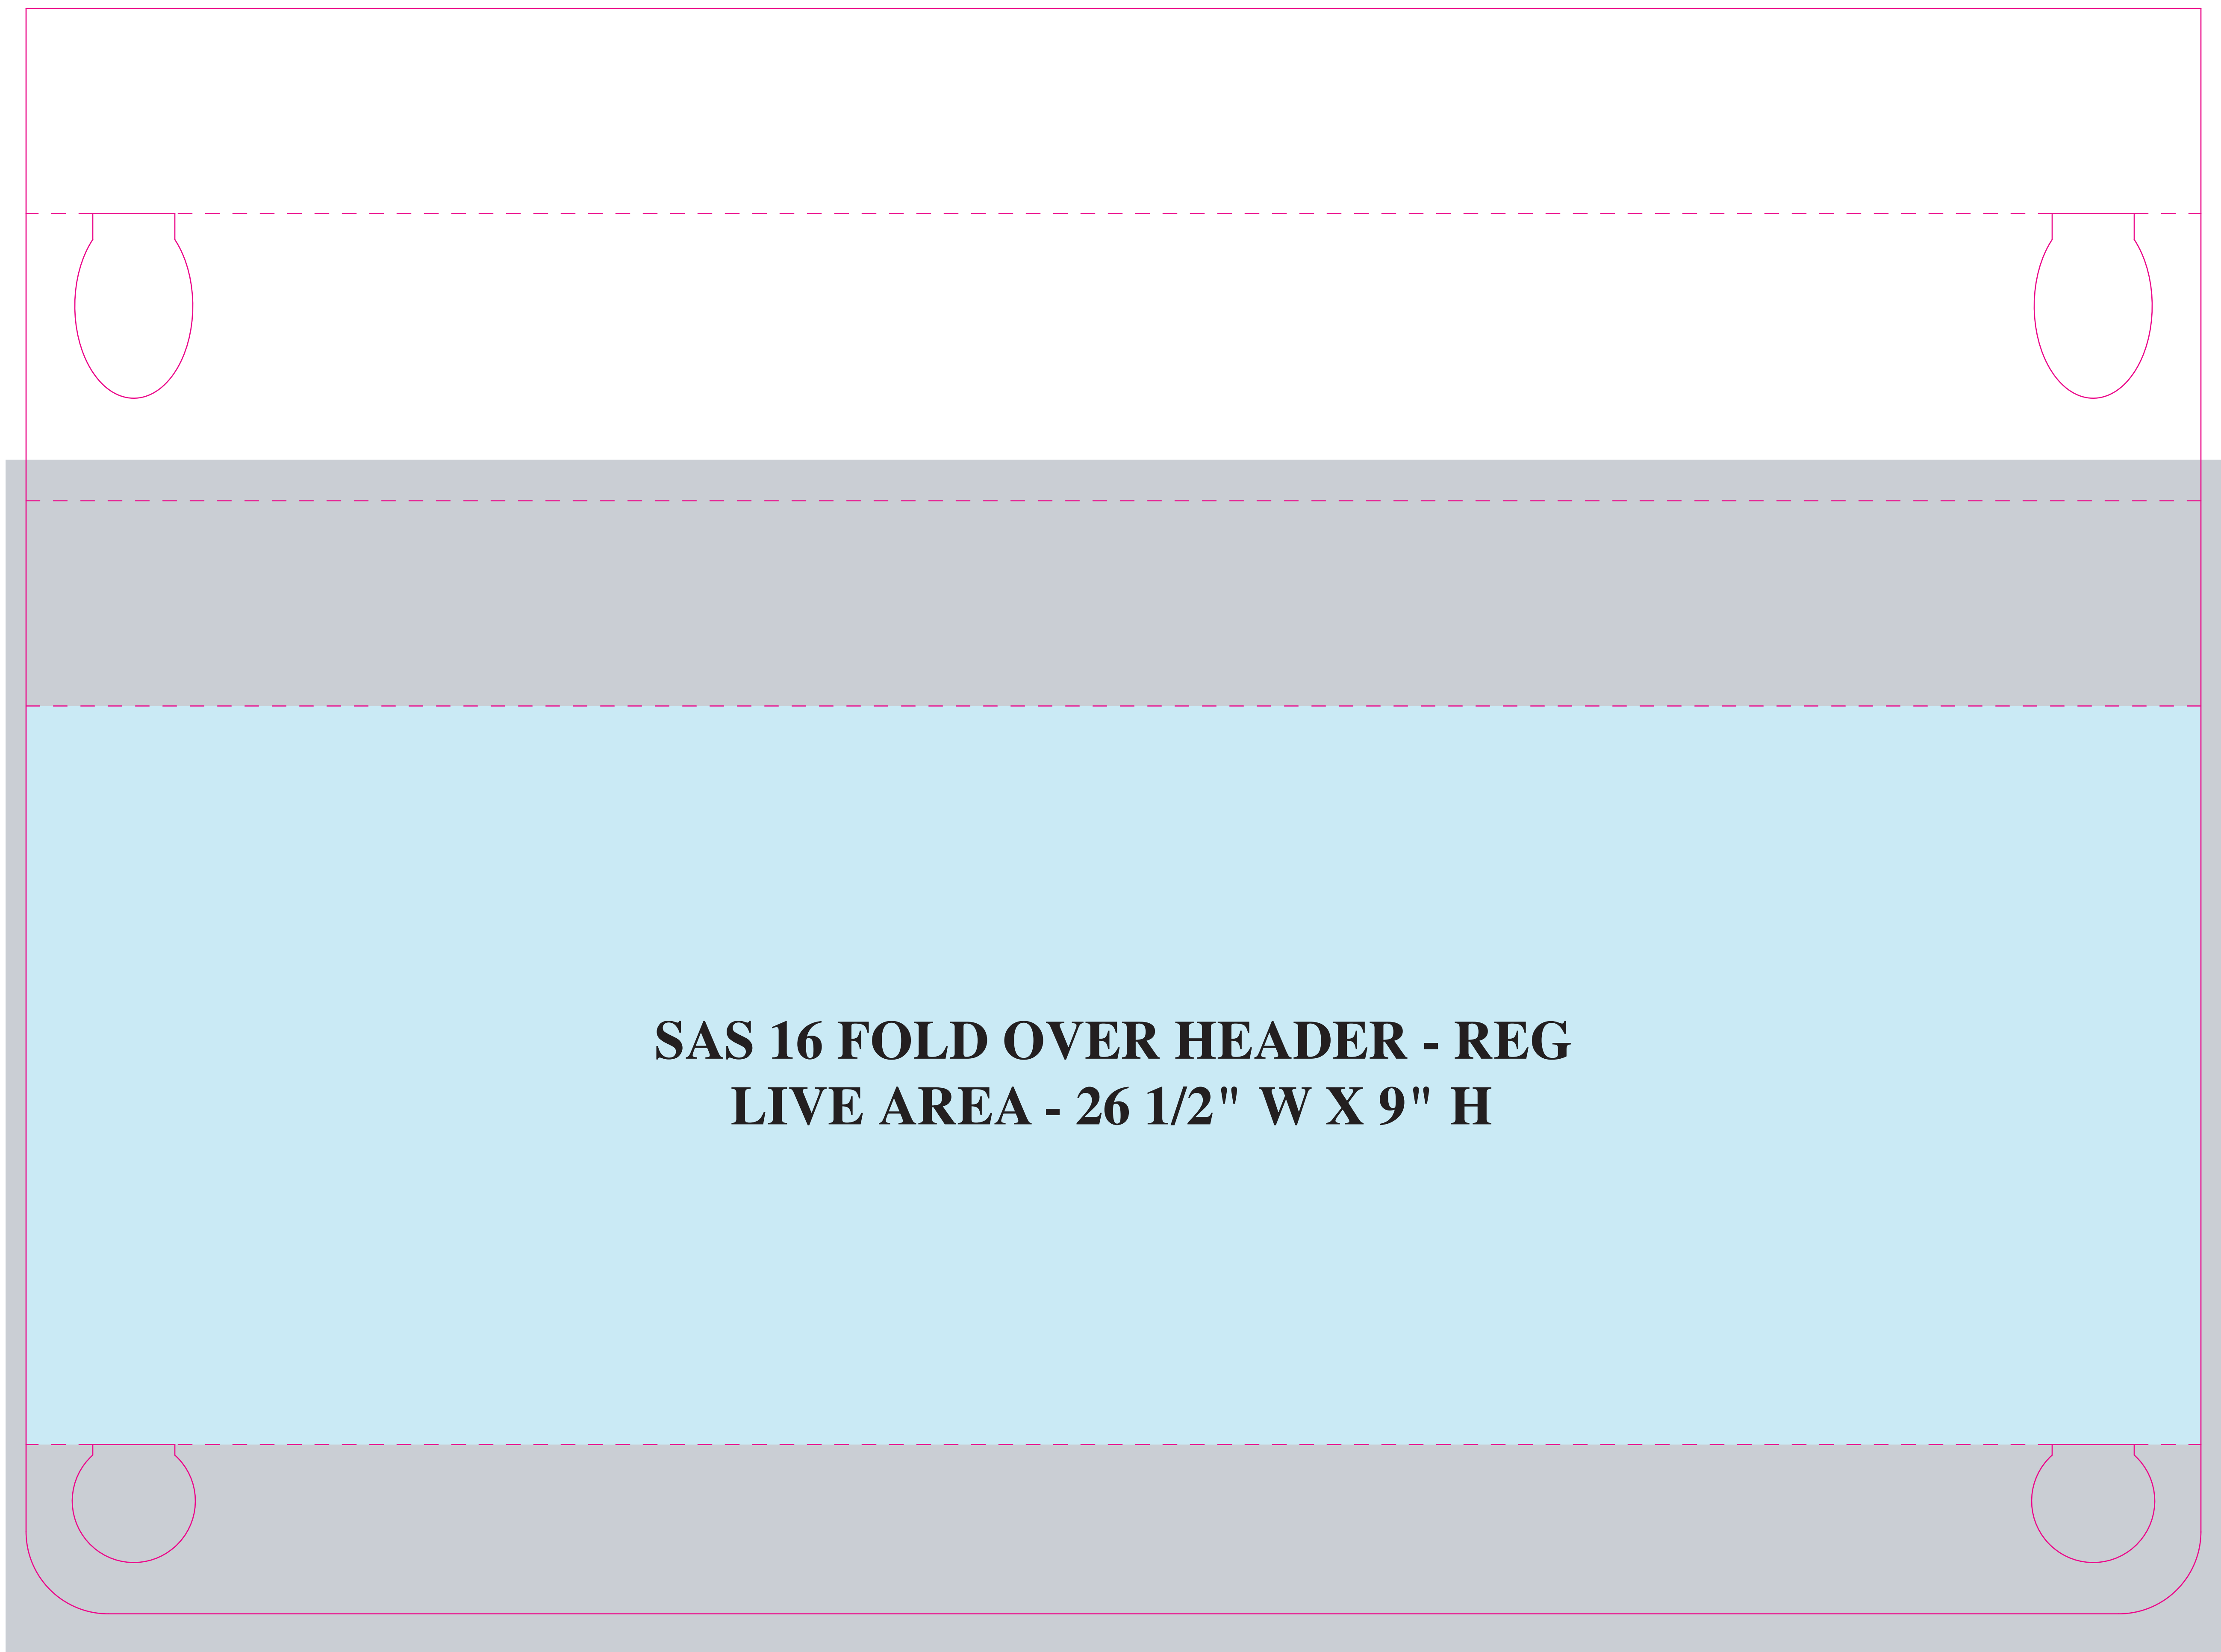 SAS 16 FOLD OVER HEADER - REG
LIVE AREA - 26 1/2" W X 9" H